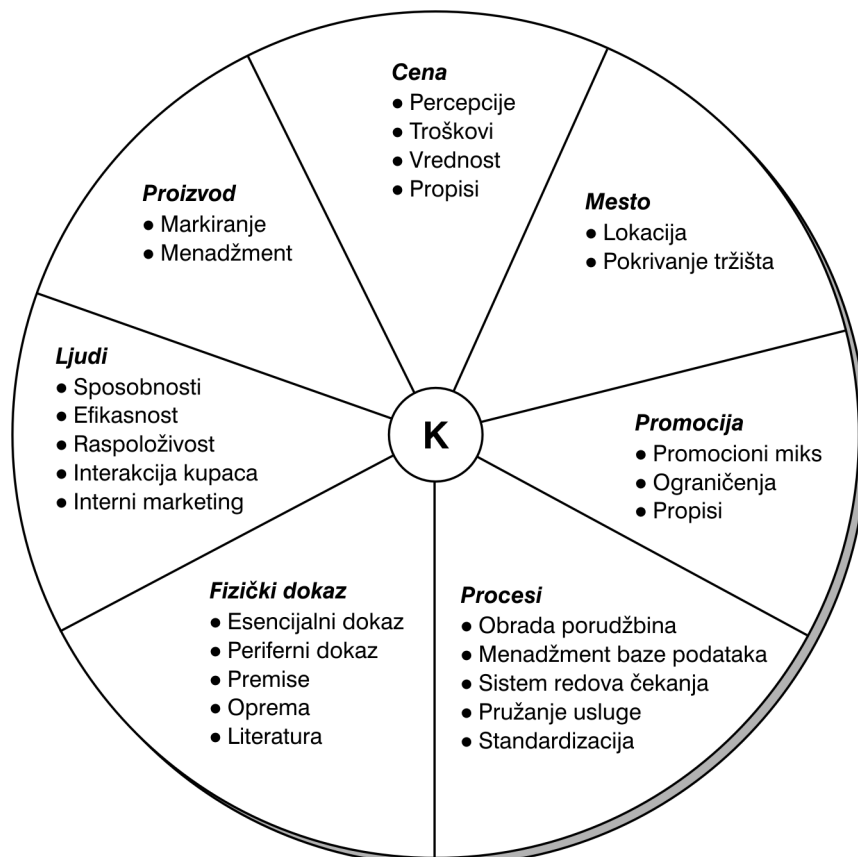 Cena
● Percepcije
● Troškovi
● Vrednost
● Propisi
Mesto
● Lokacija
● Pokrivanje tržišta
Promocija
● Promocioni miks
● Ograničenja
● Propisi
Procesi
● Obrada porudžbina
● Menadžment baze podataka
● Sistem redova čekanja
● Pružanje usluge
● Standardizacija
Fizički dokaz
● Esencijalni dokaz
● Periferni dokaz
● Premise
● Oprema
● Literatura
Ljudi
● Sposobnosti
● Efikasnost
● Raspoloživost
● Interakcija kupaca
● Interni marketing
Proizvod
● Markiranje
● Menadžment
K